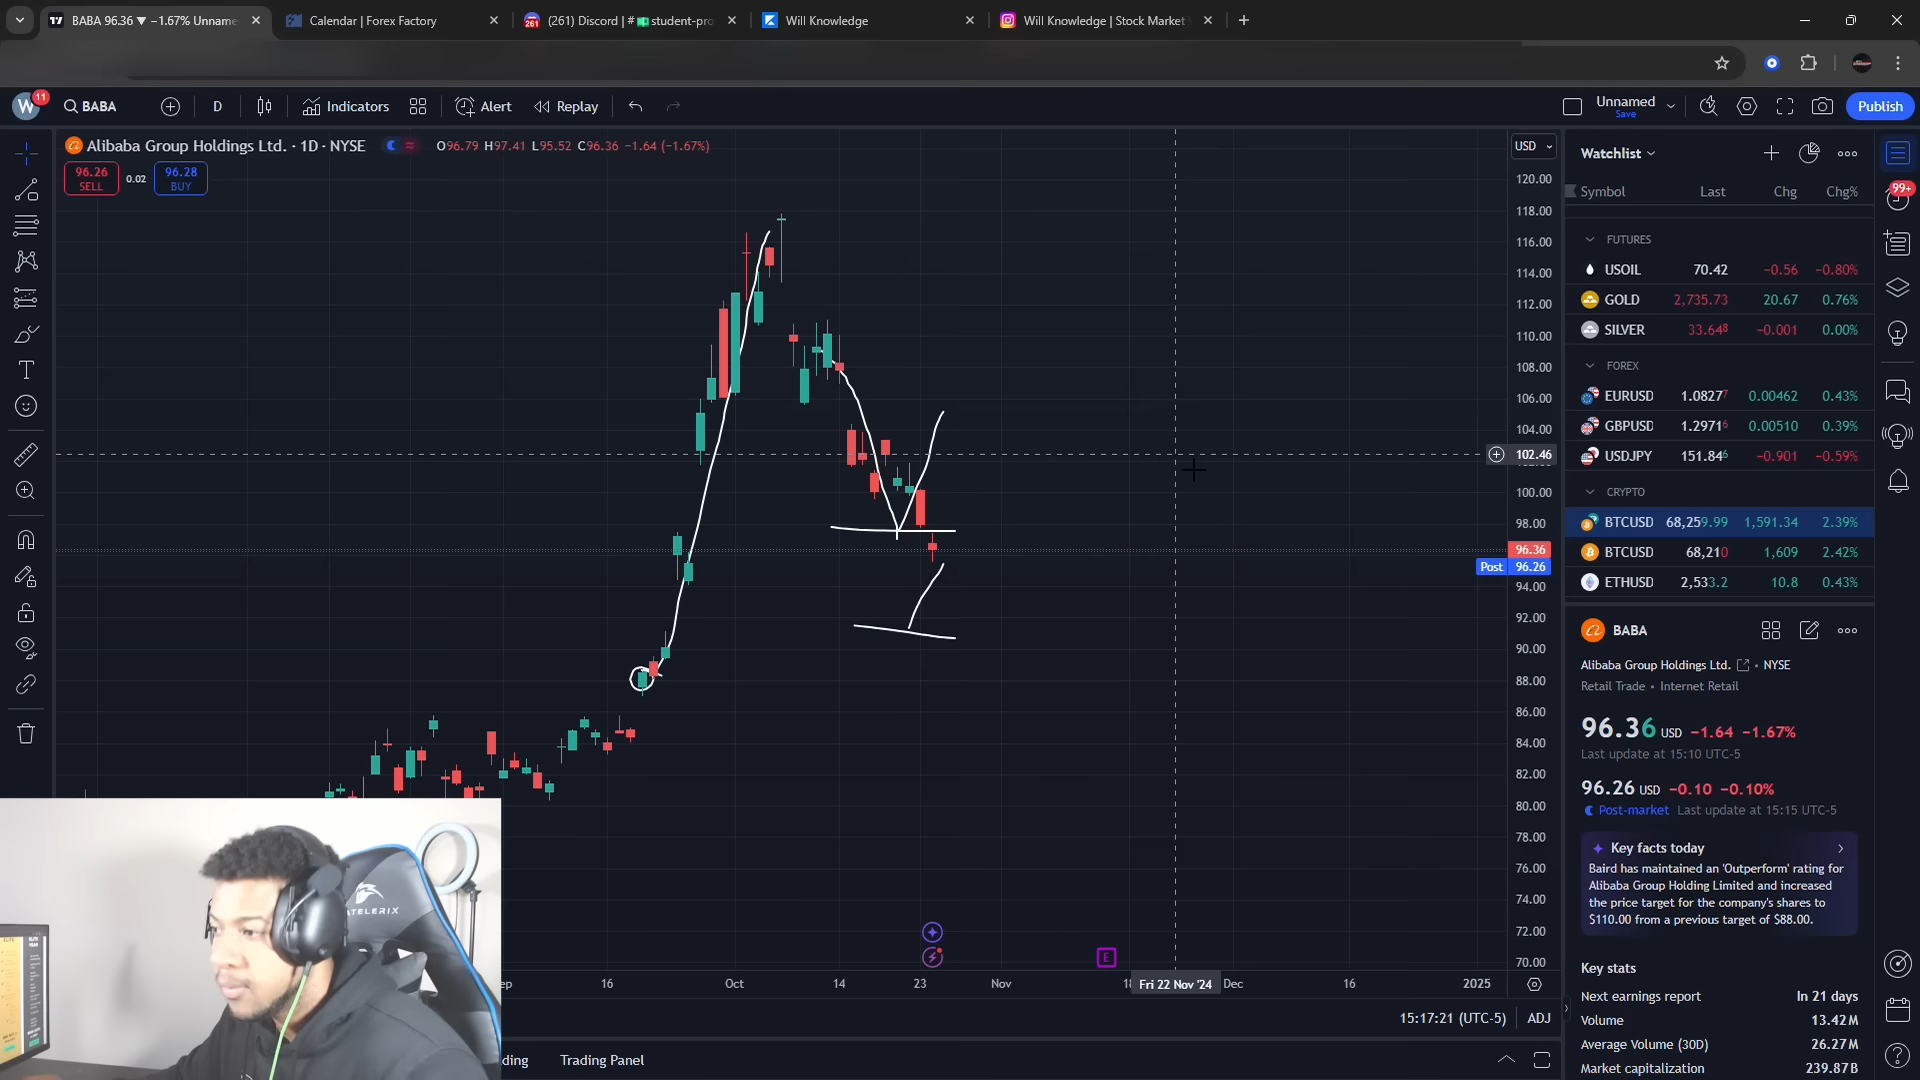 BABA 96.36 ▼ −1.67% Unname
Calendar | Forex Factory
(261) Discord | # student-pro
Will Knowledge
Will Knowledge | Stock Market
W
11
BABA
D
Indicators
Alert
Replay
Unnamed
Save
Publish
Alibaba Group Holdings Ltd. · 1D · NYSE
O96.79 H97.41 L95.52 C96.36 −1.64 (−1.67%)
96.26
SELL
0.02
96.28
BUY
USD
120.00
118.00
116.00
114.00
112.00
110.00
108.00
106.00
104.00
102.46
100.00
98.00
96.36
Post 96.26
94.00
92.00
90.00
88.00
86.00
84.00
82.00
80.00
78.00
76.00
74.00
72.00
70.00
E
ep
16
Oct
14
23
Nov
Fri 22 Nov '24
Dec
16
2025
15:17:21 (UTC-5)
ADJ
ding
Trading Panel
Watchlist
99+
Symbol Last Chg Chg%
FUTURES
USOIL 70.42 −0.56 −0.80%
GOLD 2,735.73 20.67 0.76%
SILVER 33.648 −0.001 0.00%
FOREX
EURUSD 1.08277 0.00462 0.43%
GBPUSD 1.29716 0.00510 0.39%
USDJPY 151.846 −0.901 −0.59%
CRYPTO
BTCUSD 68,259.99 1,591.34 2.39%
BTCUSD 68,210 1,609 2.42%
ETHUSD 2,533.2 10.8 0.43%
BABA
Alibaba Group Holdings Ltd. • NYSE
Retail Trade • Internet Retail
96.36 USD −1.64 −1.67%
Last update at 15:10 UTC-5
96.26 USD −0.10 −0.10%
Post-market Last update at 15:15 UTC-5
Key facts today
Baird has maintained an 'Outperform' rating for
Alibaba Group Holding Limited and increased
the price target for the company's shares to
$110.00 from a previous target of $88.00.
Key stats
Next earnings report In 21 days
Volume 13.42M
Average Volume (30D) 26.27M
Market capitalization 239.87B